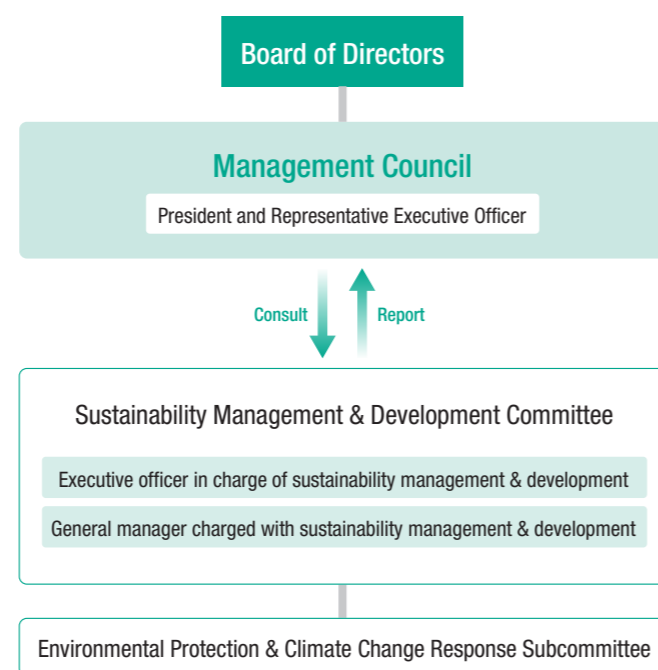 Board of Directors
Management Council
President and Representative Executive Officer
Consult
Report
Sustainability Management & Development Committee
Executive officer in charge of sustainability management & development
General manager charged with sustainability management & development
Environmental Protection & Climate Change Response Subcommittee